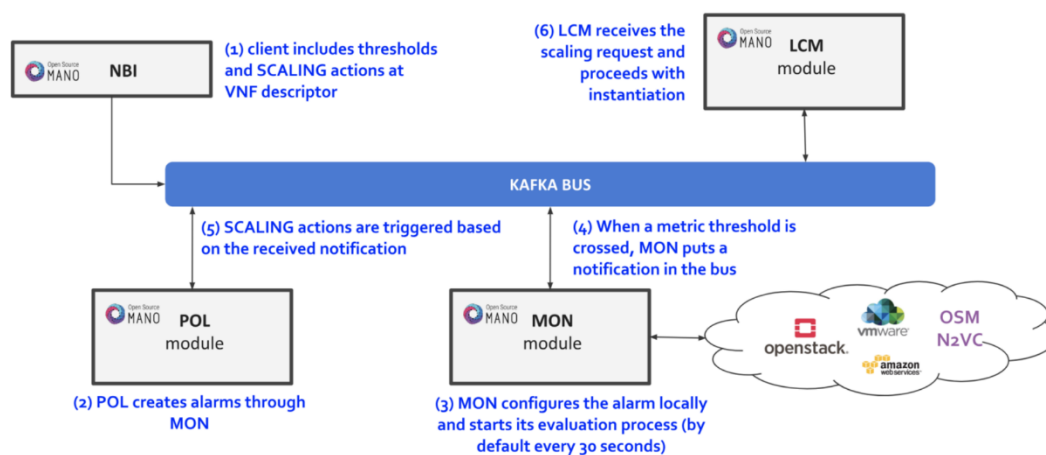 Open Source
MANO
NBI
(1) client includes thresholds
and SCALING actions at
VNF descriptor
(6) LCM receives the
scaling request and
proceeds with
instantiation
Open Source
MANO
LCM
module
KAFKA BUS
(5) SCALING actions are triggered based
on the received notification
(4) When a metric threshold is
crossed, MON puts a
notification in the bus
Open Source
MANO
POL
module
Open Source
MANO
MON
module
openstack.
vmware
amazon
webservices
OSM
N2VC
(2) POL creates alarms through
MON
(3) MON configures the alarm locally
and starts its evaluation process (by
default every 30 seconds)